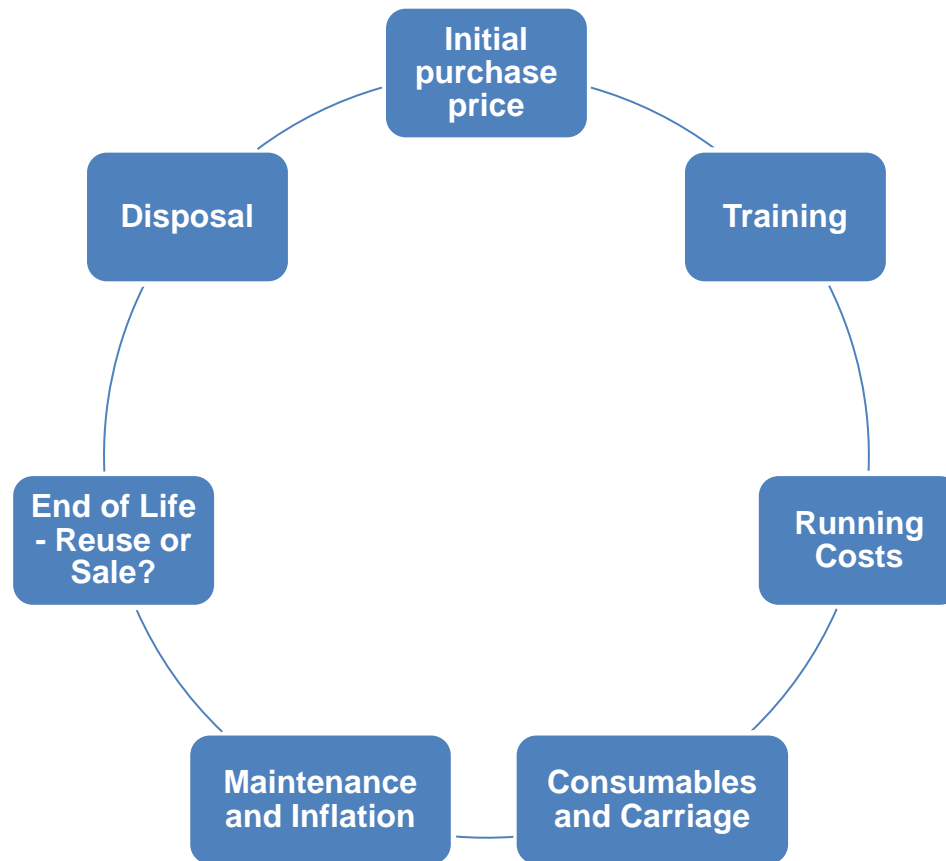 Initial
purchase
price
Training
Running
Costs
Consumables
and Carriage
Maintenance
and Inflation
End of Life
- Reuse or
Sale?
Disposal